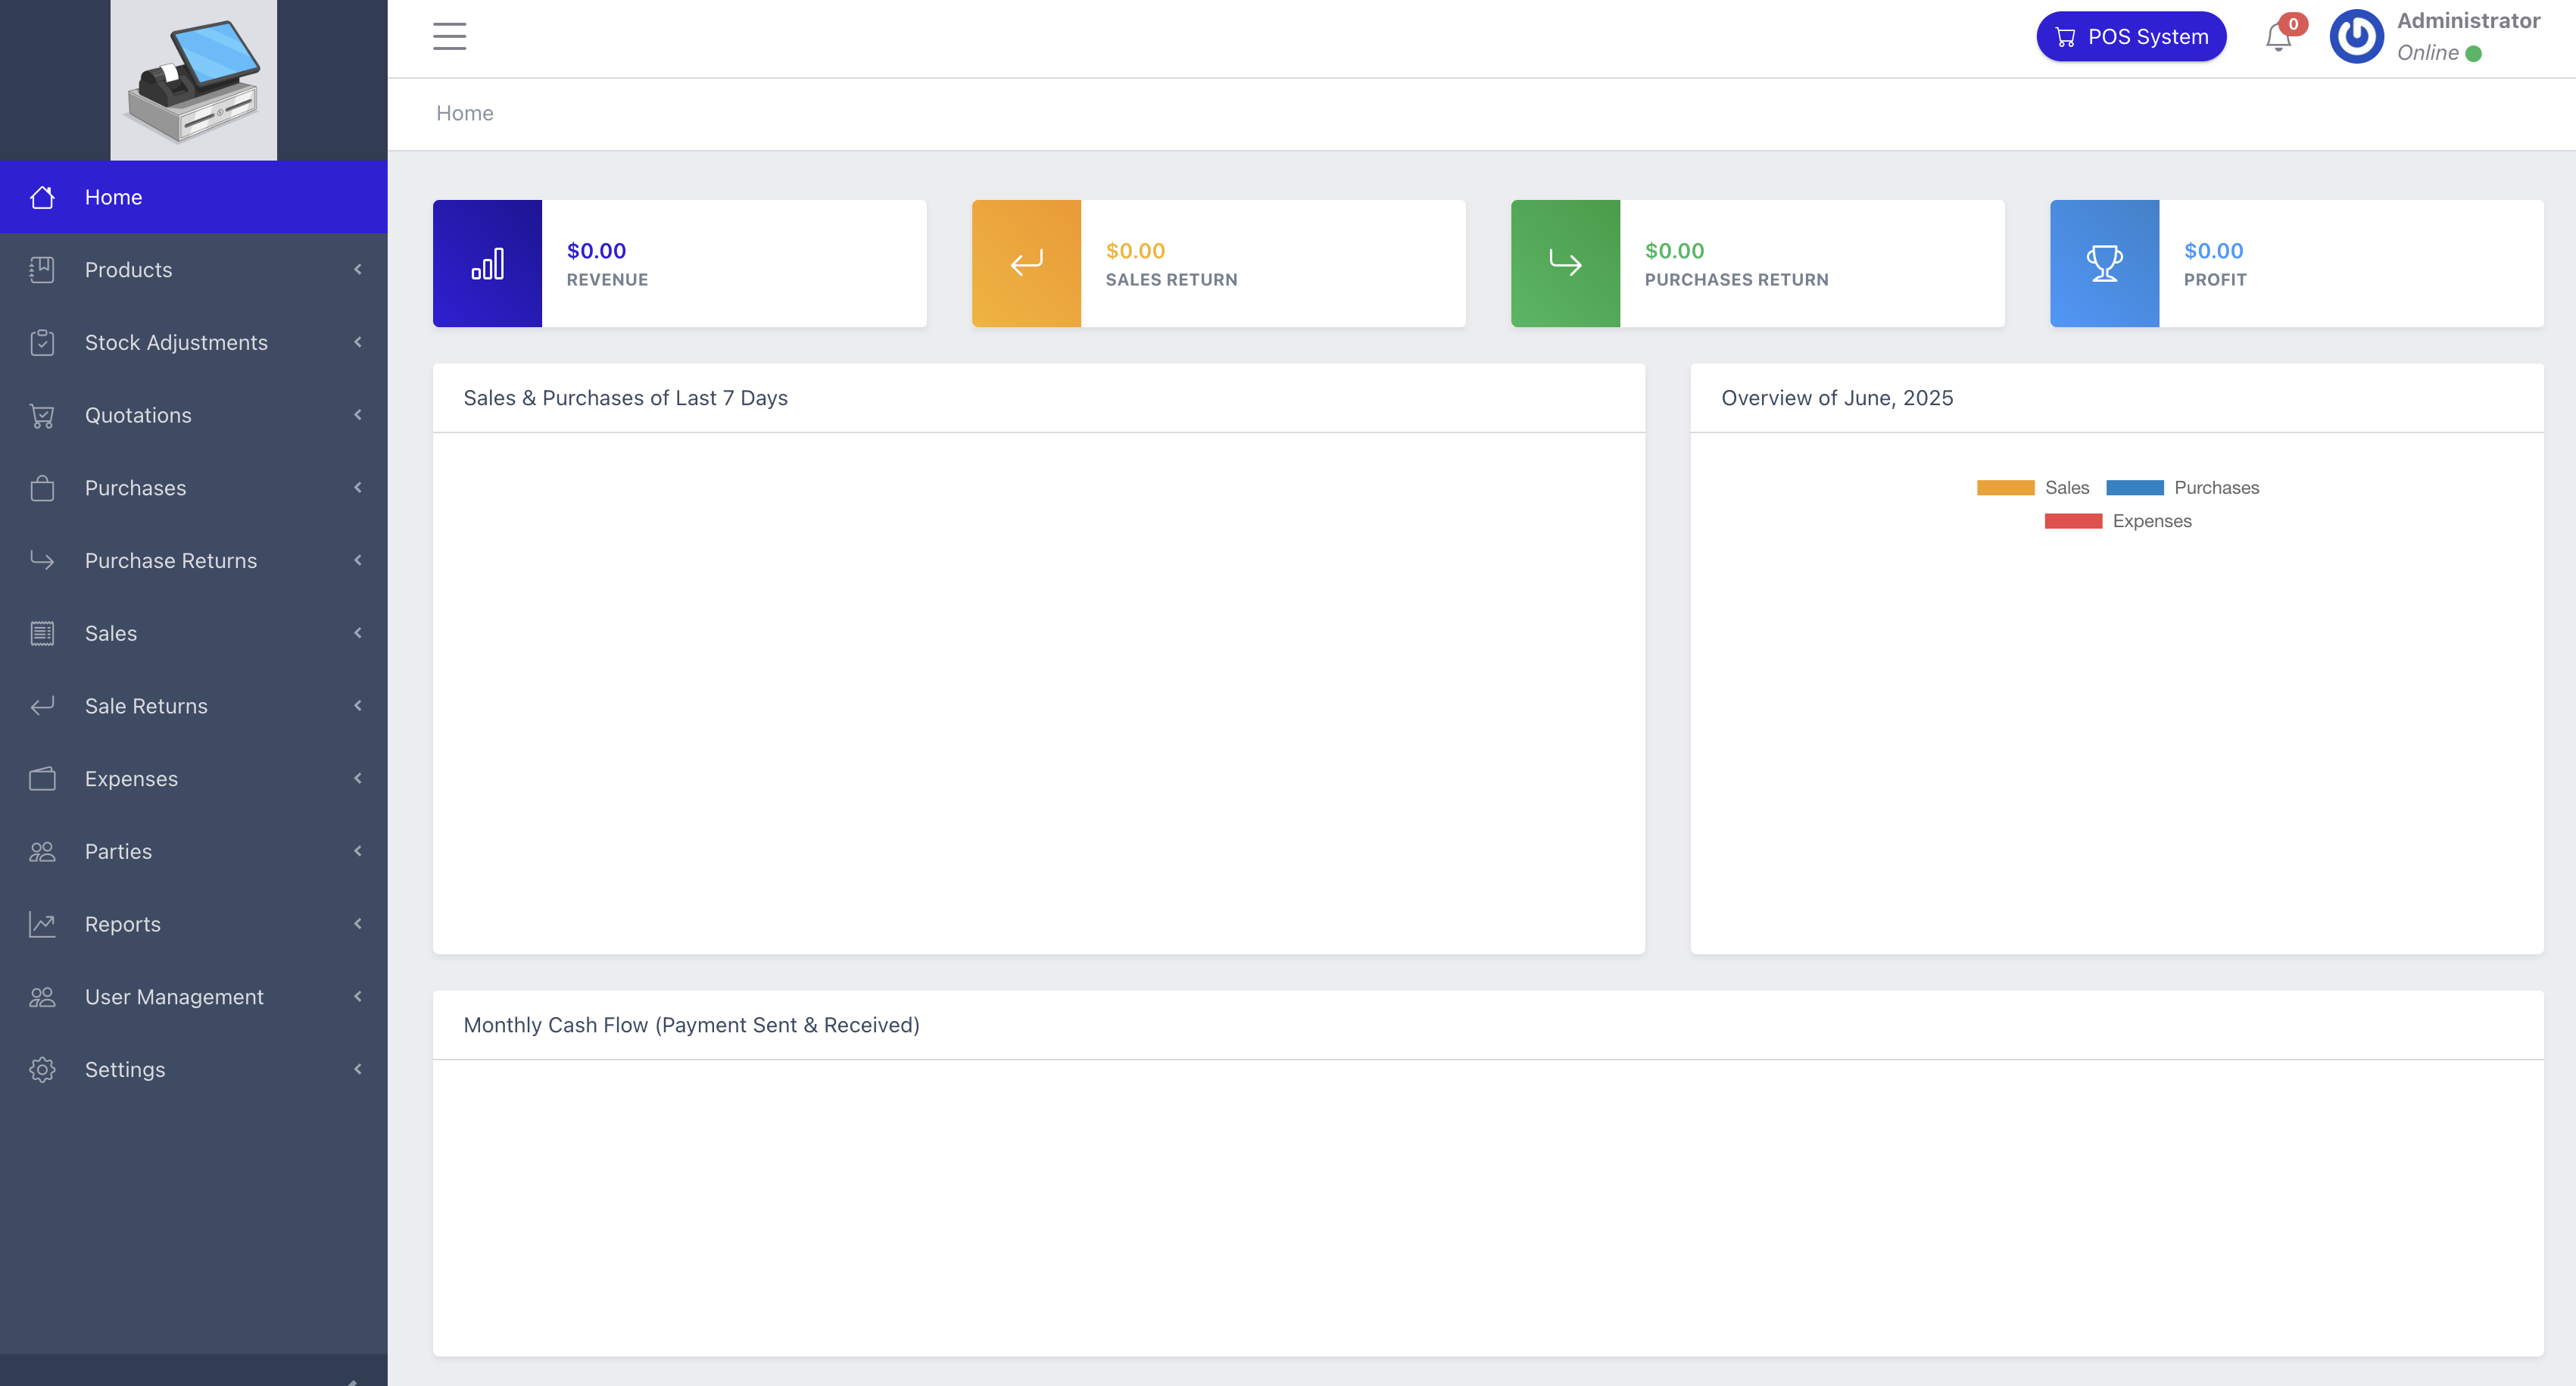 POS System
0
Administrator
Online
Home
Home
Products
Stock Adjustments
Quotations
Purchases
Purchase Returns
Sales
Sale Returns
Expenses
Parties
Reports
User Management
Settings
$0.00
REVENUE
$0.00
SALES RETURN
$0.00
PURCHASES RETURN
$0.00
PROFIT
Sales & Purchases of Last 7 Days
Overview of June, 2025
Sales
Purchases
Expenses
Monthly Cash Flow (Payment Sent & Received)